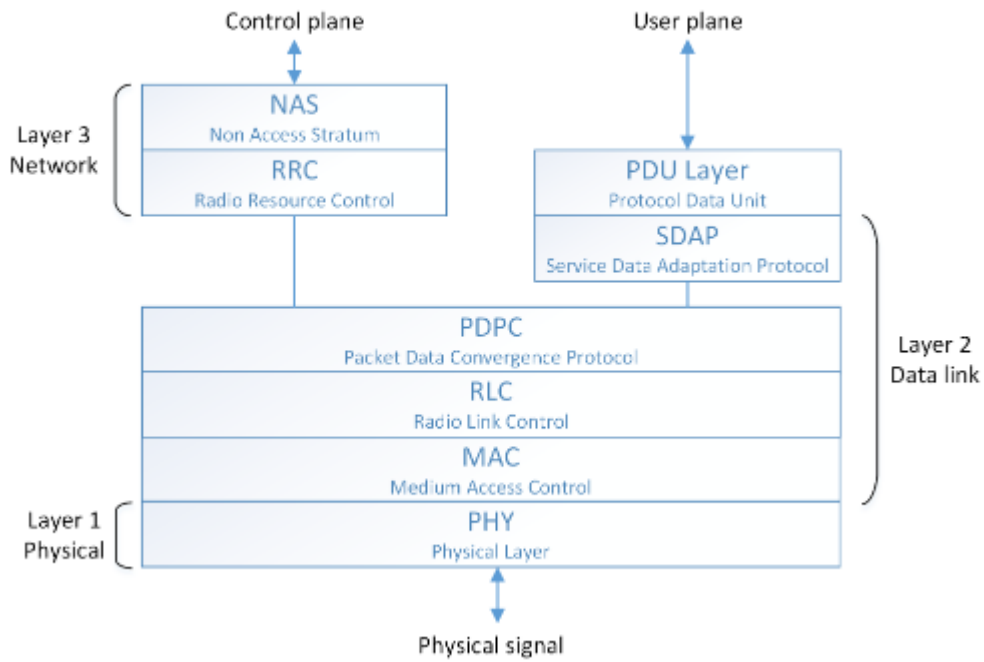 Control plane
User plane
Layer 3
Network
NAS
Non Access Stratum
RRC
Radio Resource Control
PDU Layer
Protocol Data Unit
SDAP
Service Data Adaptation Protocol
PDPC
Packet Data Convergence Protocol
RLC
Radio Link Control
MAC
Medium Access Control
Layer 2
Data link
Layer 1
Physical
PHY
Physical Layer
Physical signal